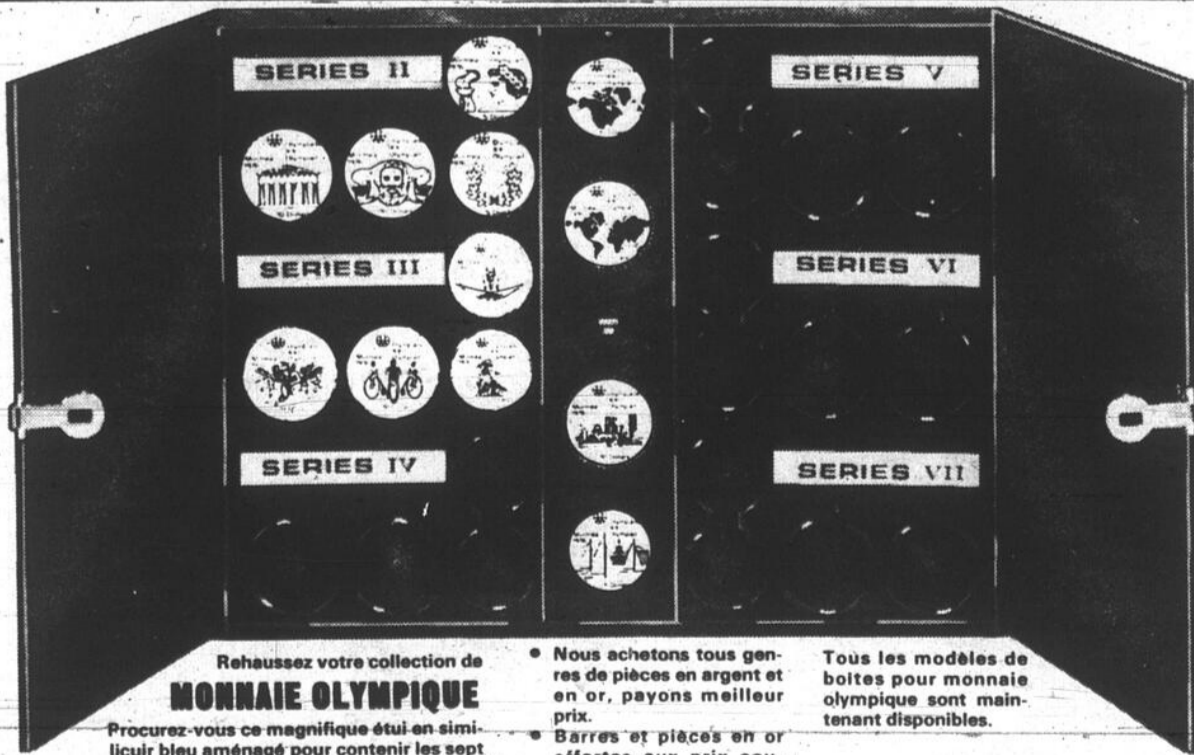 SERIES II
SERIES III
SERIES IV
SERIES V
SERIES VI
SERIES VII
Rehaussez votre collection de
MONNAIE OLYMPIQUE
Procurez-vous ce magnifique étui en simi-
licuir bleu aménagé pour contenir les sept
• Nous achetons tous gen-
res de pièces en argent et
en or, payons meilleur
prix.
• Barres et pièces en or
Tous les modèles de
boites pour monnaie
olympique sont main-
tenant disponibles.